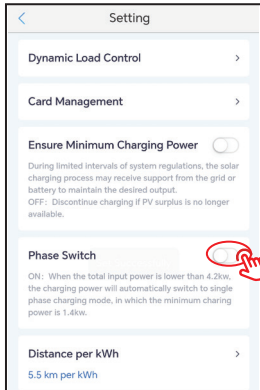 Setting
Dynamic Load Control
Card Management
Ensure Minimum Charging Power
During limited intervals of system regulations, the solar
charging process may receive support from the grid or
battery to maintain the desired output.
OFF: Discontinue charging if PV surplus is no longer
available.
Phase Switch
ON: When the total input power is lower than 4.2kw,
the charging power will automatically switch to single
phase charging mode, in which the minimum charing
power is 1.4kw.
Distance per kWh
5.5 km per kWh